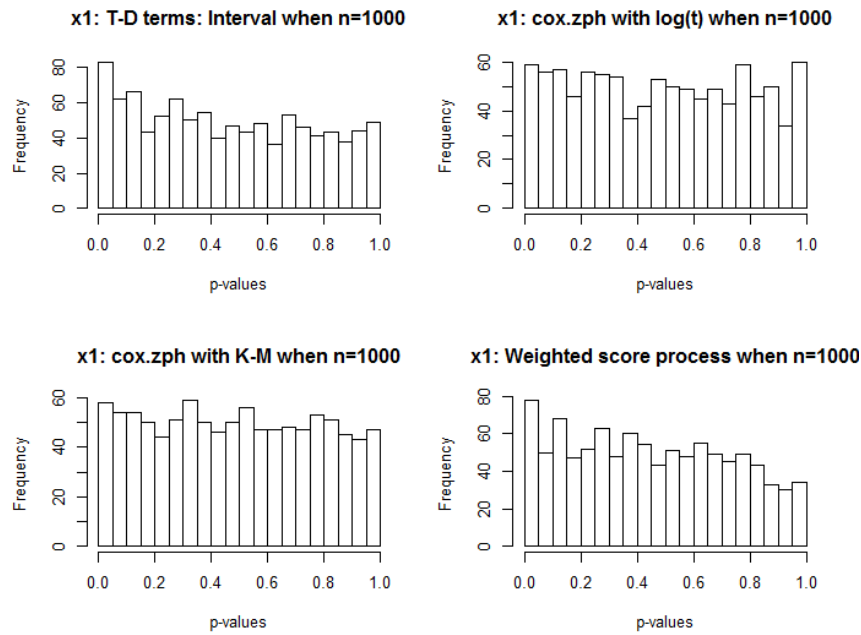 x1: T-D terms: Interval when n=1000
Frequency
0 20 40 60 80
0.0 0.2 0.4 0.6 0.8 1.0
p-values
x1: cox.zph with log(t) when n=1000
Frequency
0 20 40 60
0.0 0.2 0.4 0.6 0.8 1.0
p-values
x1: cox.zph with K-M when n=1000
Frequency
0 20 40 60
0.0 0.2 0.4 0.6 0.8 1.0
p-values
x1: Weighted score process when n=1000
Frequency
0 20 40 60 80
0.0 0.2 0.4 0.6 0.8 1.0
p-values